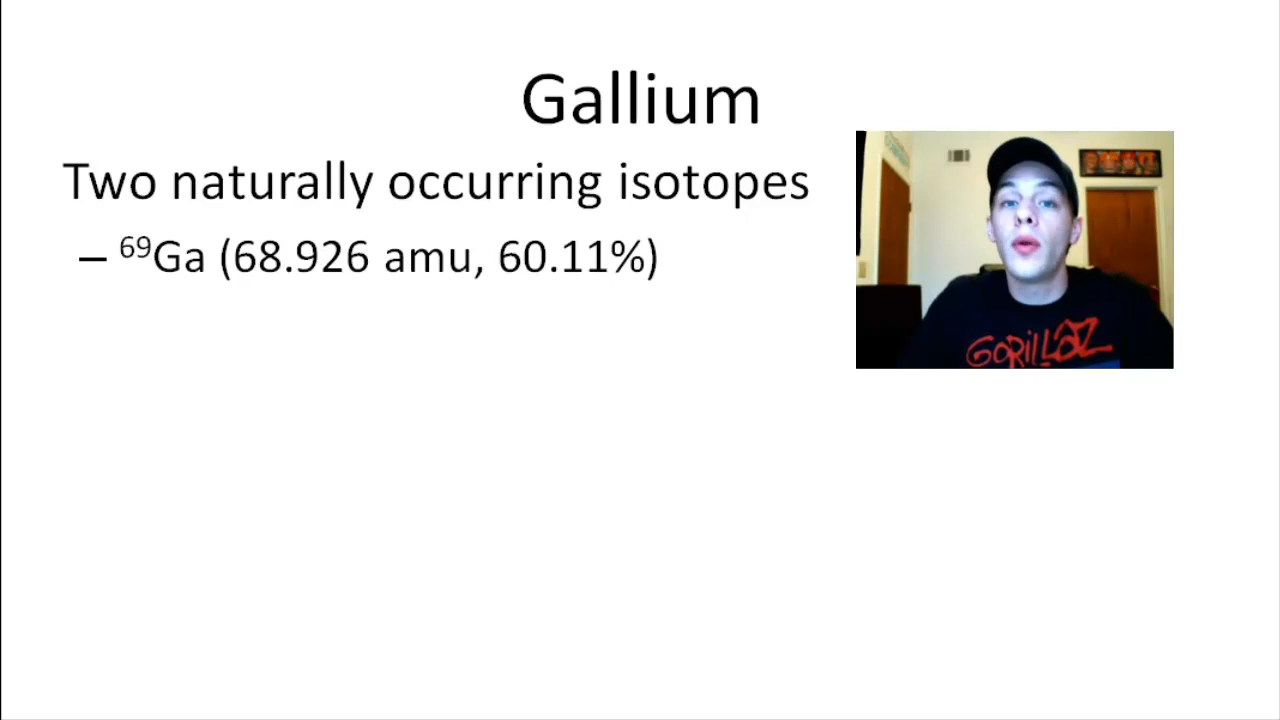 Gallium
Two naturally occurring isotopes
– ⁶⁹Ga (68.926 amu, 60.11%)
GORILLAZ